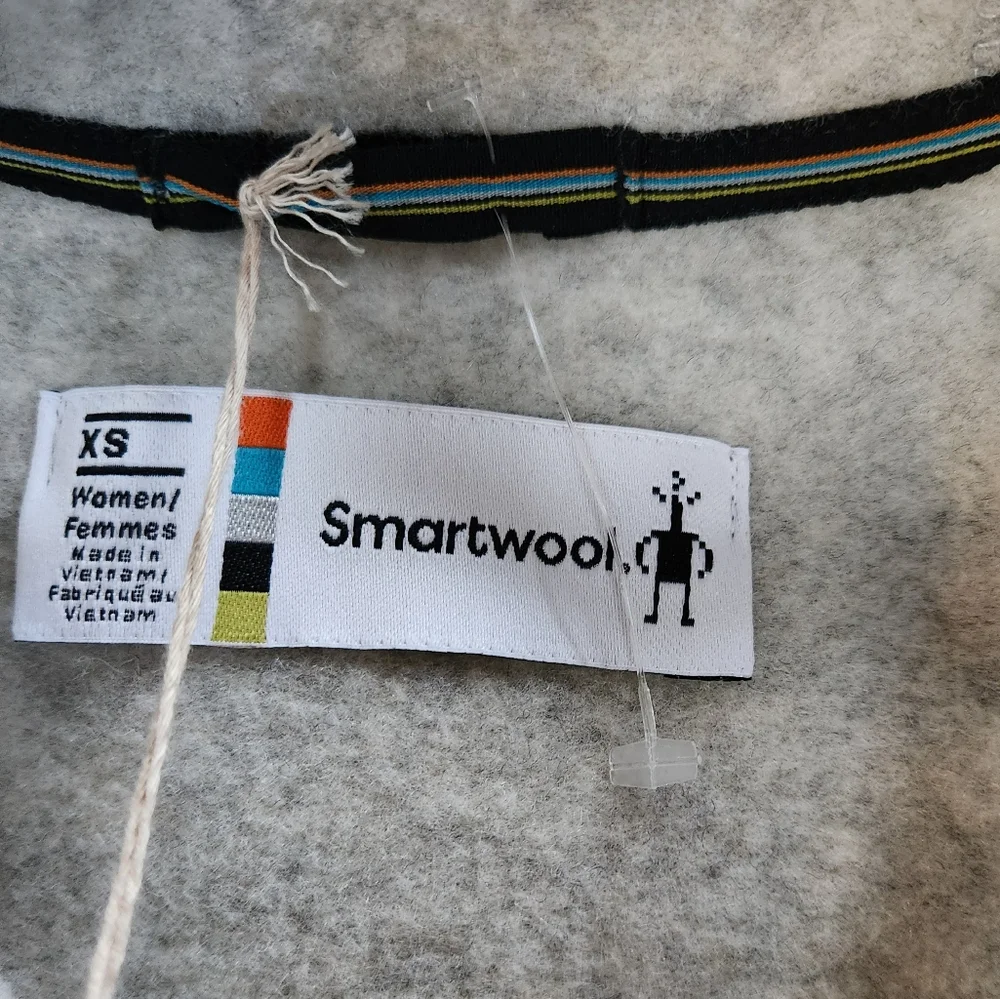 XS
Women/
Femmes
Made in
Vietnam/
Fabriqué au
Vietnam
Smartwool